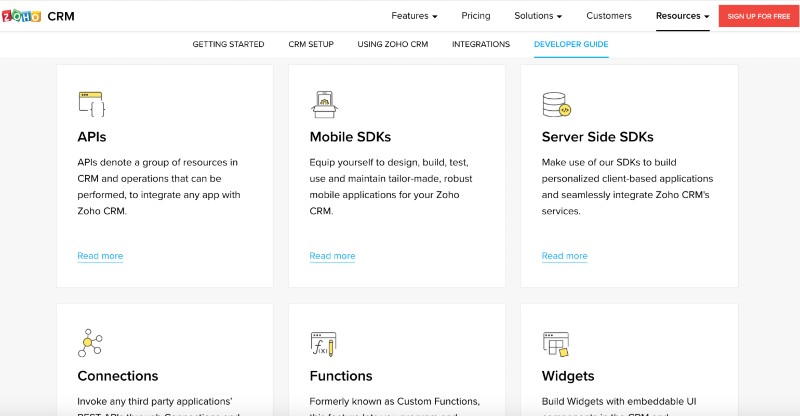 ZOHO CRM
Features
Pricing
Solutions
Customers
Resources
SIGN UP FOR FREE
GETTING STARTED
CRM SETUP
USING ZOHO CRM
INTEGRATIONS
DEVELOPER GUIDE
APIs
APIs denote a group of resources in
CRM and operations that can be
performed, to integrate any app with
Zoho CRM.
Read more
Mobile SDKs
Equip yourself to design, build, test,
use and maintain tailor-made, robust
mobile applications for your Zoho
CRM.
Read more
Server Side SDKs
Make use of our SDKs to build
personalized client-based applications
and seamlessly integrate Zoho CRM's
services.
Read more
Connections
Invoke any third party applications'
REST APIs through Connections and
Functions
Formerly known as Custom Functions,
this feature lets you program and
Widgets
Build Widgets with embeddable UI
components in the CRM and